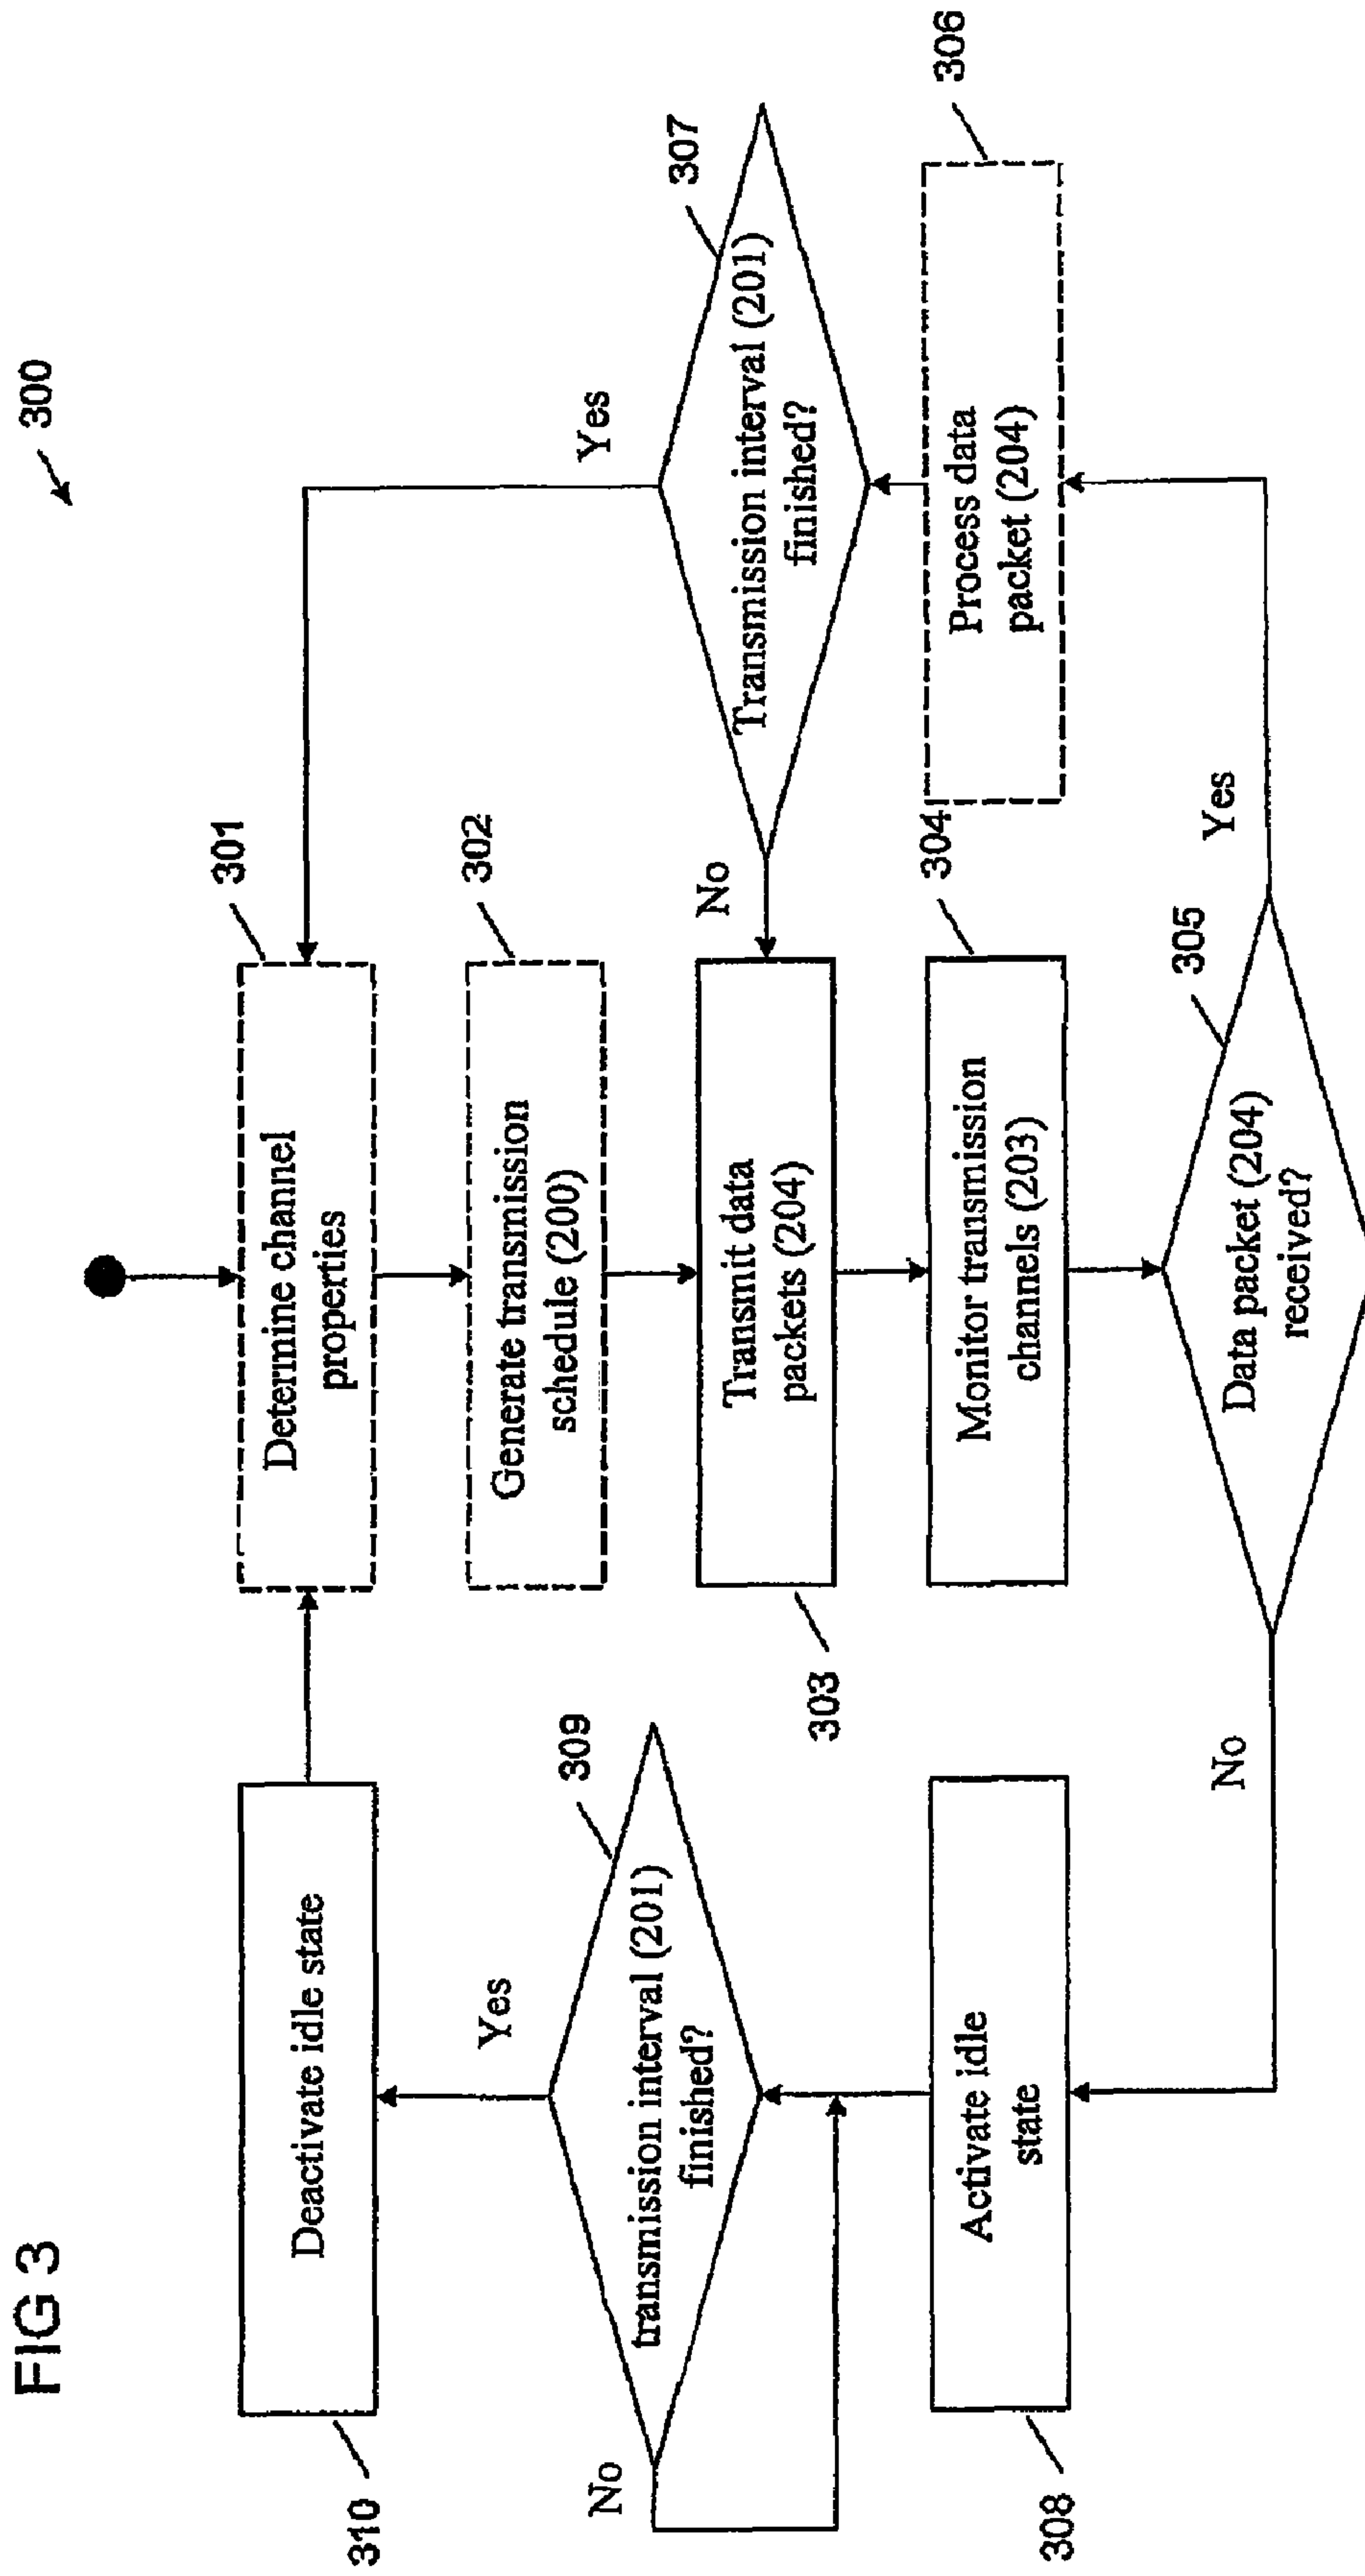 FIG 3
300
310
Deactivate idle state
301
Determine channel
properties
302
Generate transmission
schedule (200)
Yes
309
transmission interval (201)
finished?
No
303
Transmit data
packets (204)
No
307
Transmission interval (201)
finished?
Yes
308
Activate idle
state
304
Monitor transmission
channels (203)
306
Process data
packet (204)
No
305
Data packet (204)
received?
Yes